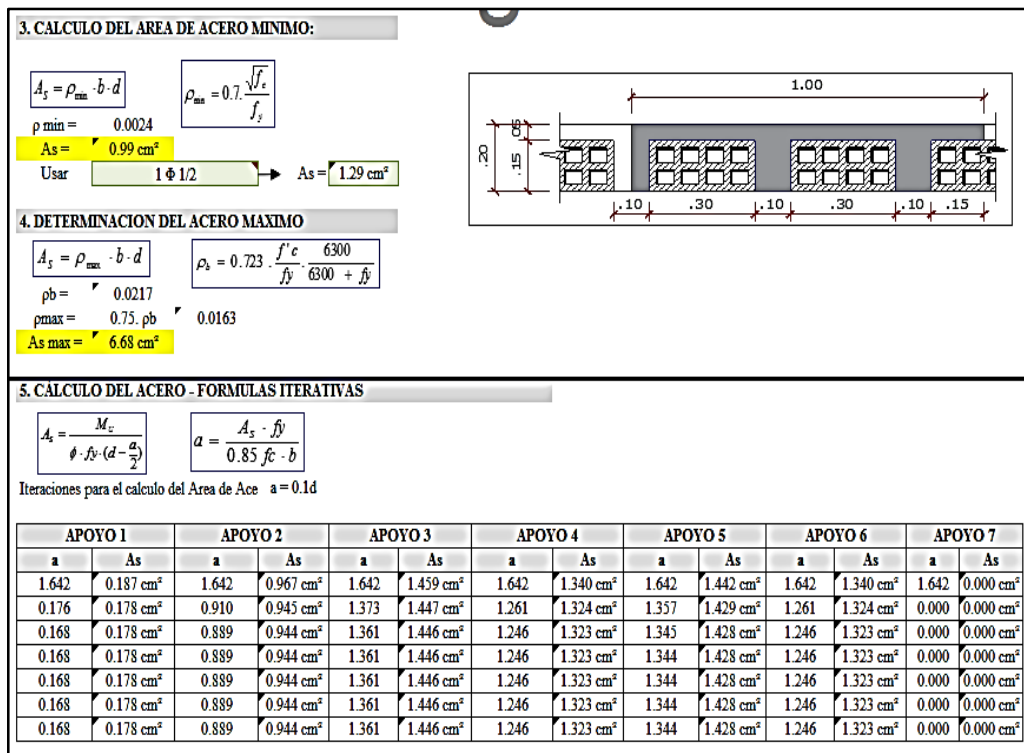 3. CALCULO DEL AREA DE ACERO MINIMO:
A_S = ρ_min · b · d
ρ_min = 0.7. √f_c / f_y
ρ min = 0.0024
As = 0.99 cm²
Usar 1 Φ 1/2 As = 1.29 cm²
1.00
.20 .05 .15
.10 .30 .10 .30 .10 .15
4. DETERMINACION DEL ACERO MAXIMO
A_S = ρ_max · b · d
ρ_b = 0.723 . f'c / fy . 6300 / 6300 + fy
ρb = 0.0217
ρmax = 0.75. ρb 0.0163
As max = 6.68 cm²
5. CÁLCULO DEL ACERO - FORMULAS ITERATIVAS
A_s = M_u / ϕ · fy · (d − a/2)
a = A_s · fy / 0.85 fc · b
Iteraciones para el calculo del Area de Ace a = 0.1d
APOYO 1 APOYO 2 APOYO 3 APOYO 4 APOYO 5 APOYO 6 APOYO 7
a As a As a As a As a As a As a As
1.642 0.187 cm² 1.642 0.967 cm² 1.642 1.459 cm² 1.642 1.340 cm² 1.642 1.442 cm² 1.642 1.340 cm² 1.642 0.000 cm²
0.176 0.178 cm² 0.910 0.945 cm² 1.373 1.447 cm² 1.261 1.324 cm² 1.357 1.429 cm² 1.261 1.324 cm² 0.000 0.000 cm²
0.168 0.178 cm² 0.889 0.944 cm² 1.361 1.446 cm² 1.246 1.323 cm² 1.345 1.428 cm² 1.246 1.323 cm² 0.000 0.000 cm²
0.168 0.178 cm² 0.889 0.944 cm² 1.361 1.446 cm² 1.246 1.323 cm² 1.344 1.428 cm² 1.246 1.323 cm² 0.000 0.000 cm²
0.168 0.178 cm² 0.889 0.944 cm² 1.361 1.446 cm² 1.246 1.323 cm² 1.344 1.428 cm² 1.246 1.323 cm² 0.000 0.000 cm²
0.168 0.178 cm² 0.889 0.944 cm² 1.361 1.446 cm² 1.246 1.323 cm² 1.344 1.428 cm² 1.246 1.323 cm² 0.000 0.000 cm²
0.168 0.178 cm² 0.889 0.944 cm² 1.361 1.446 cm² 1.246 1.323 cm² 1.344 1.428 cm² 1.246 1.323 cm² 0.000 0.000 cm²